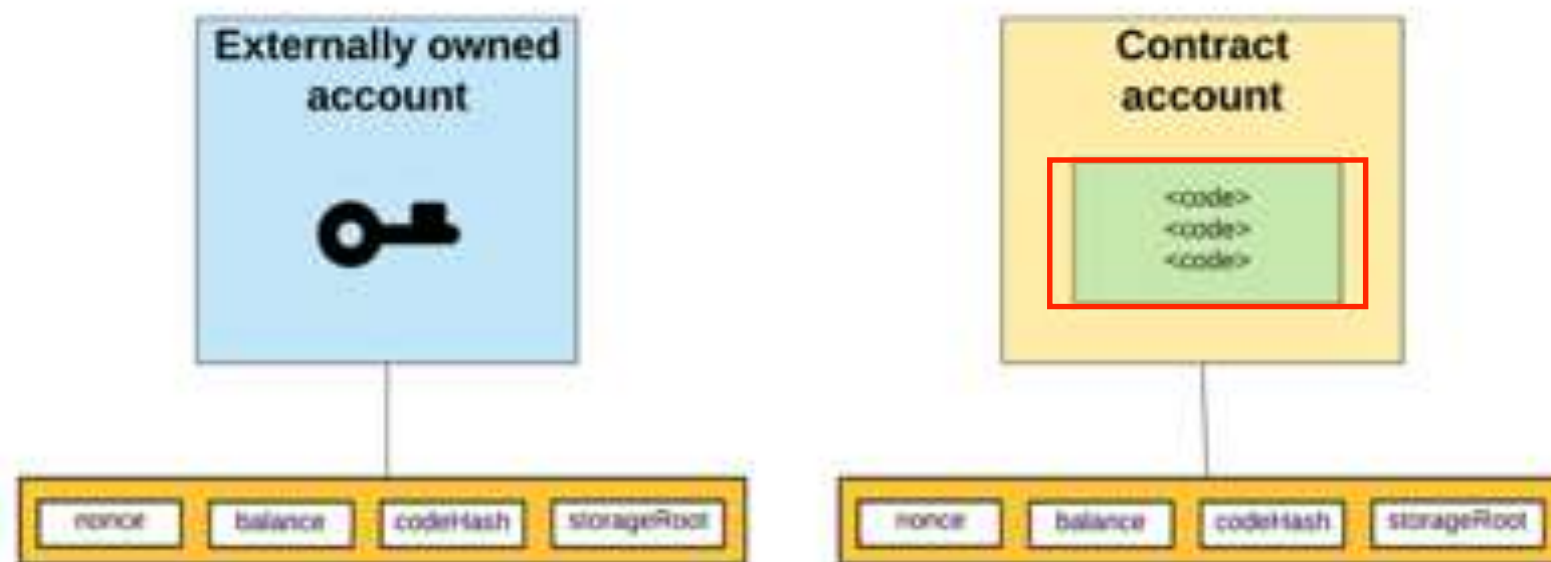 Externally owned
account
Contract
account
<code>
<code>
<code>
nonce
balance
codeHash
storageRoot
nonce
balance
codeHash
storageRoot